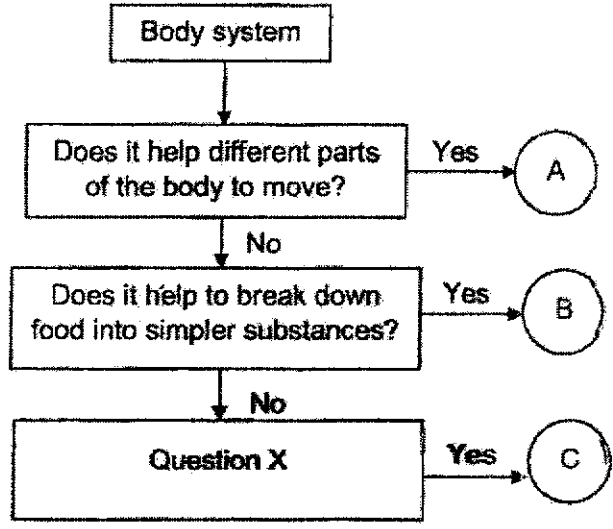 Body system
Does it help different parts
of the body to move?
Yes
A
No
Does it help to break down
food into simpler substances?
Yes
B
No
Question X
Yes
C